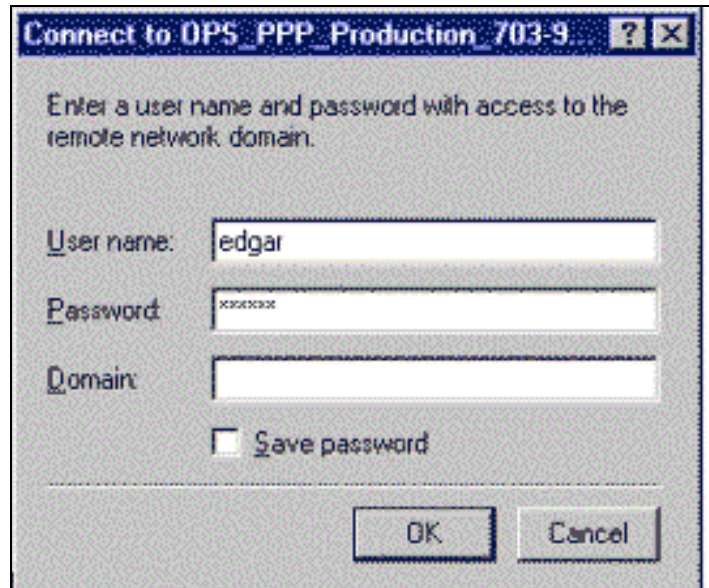 Connect to OPS_PPP_Production_703-9...
Enter a user name and password with access to the
remote network domain.
User name: edgar
Password: ******
Domain:
Save password
OK Cancel